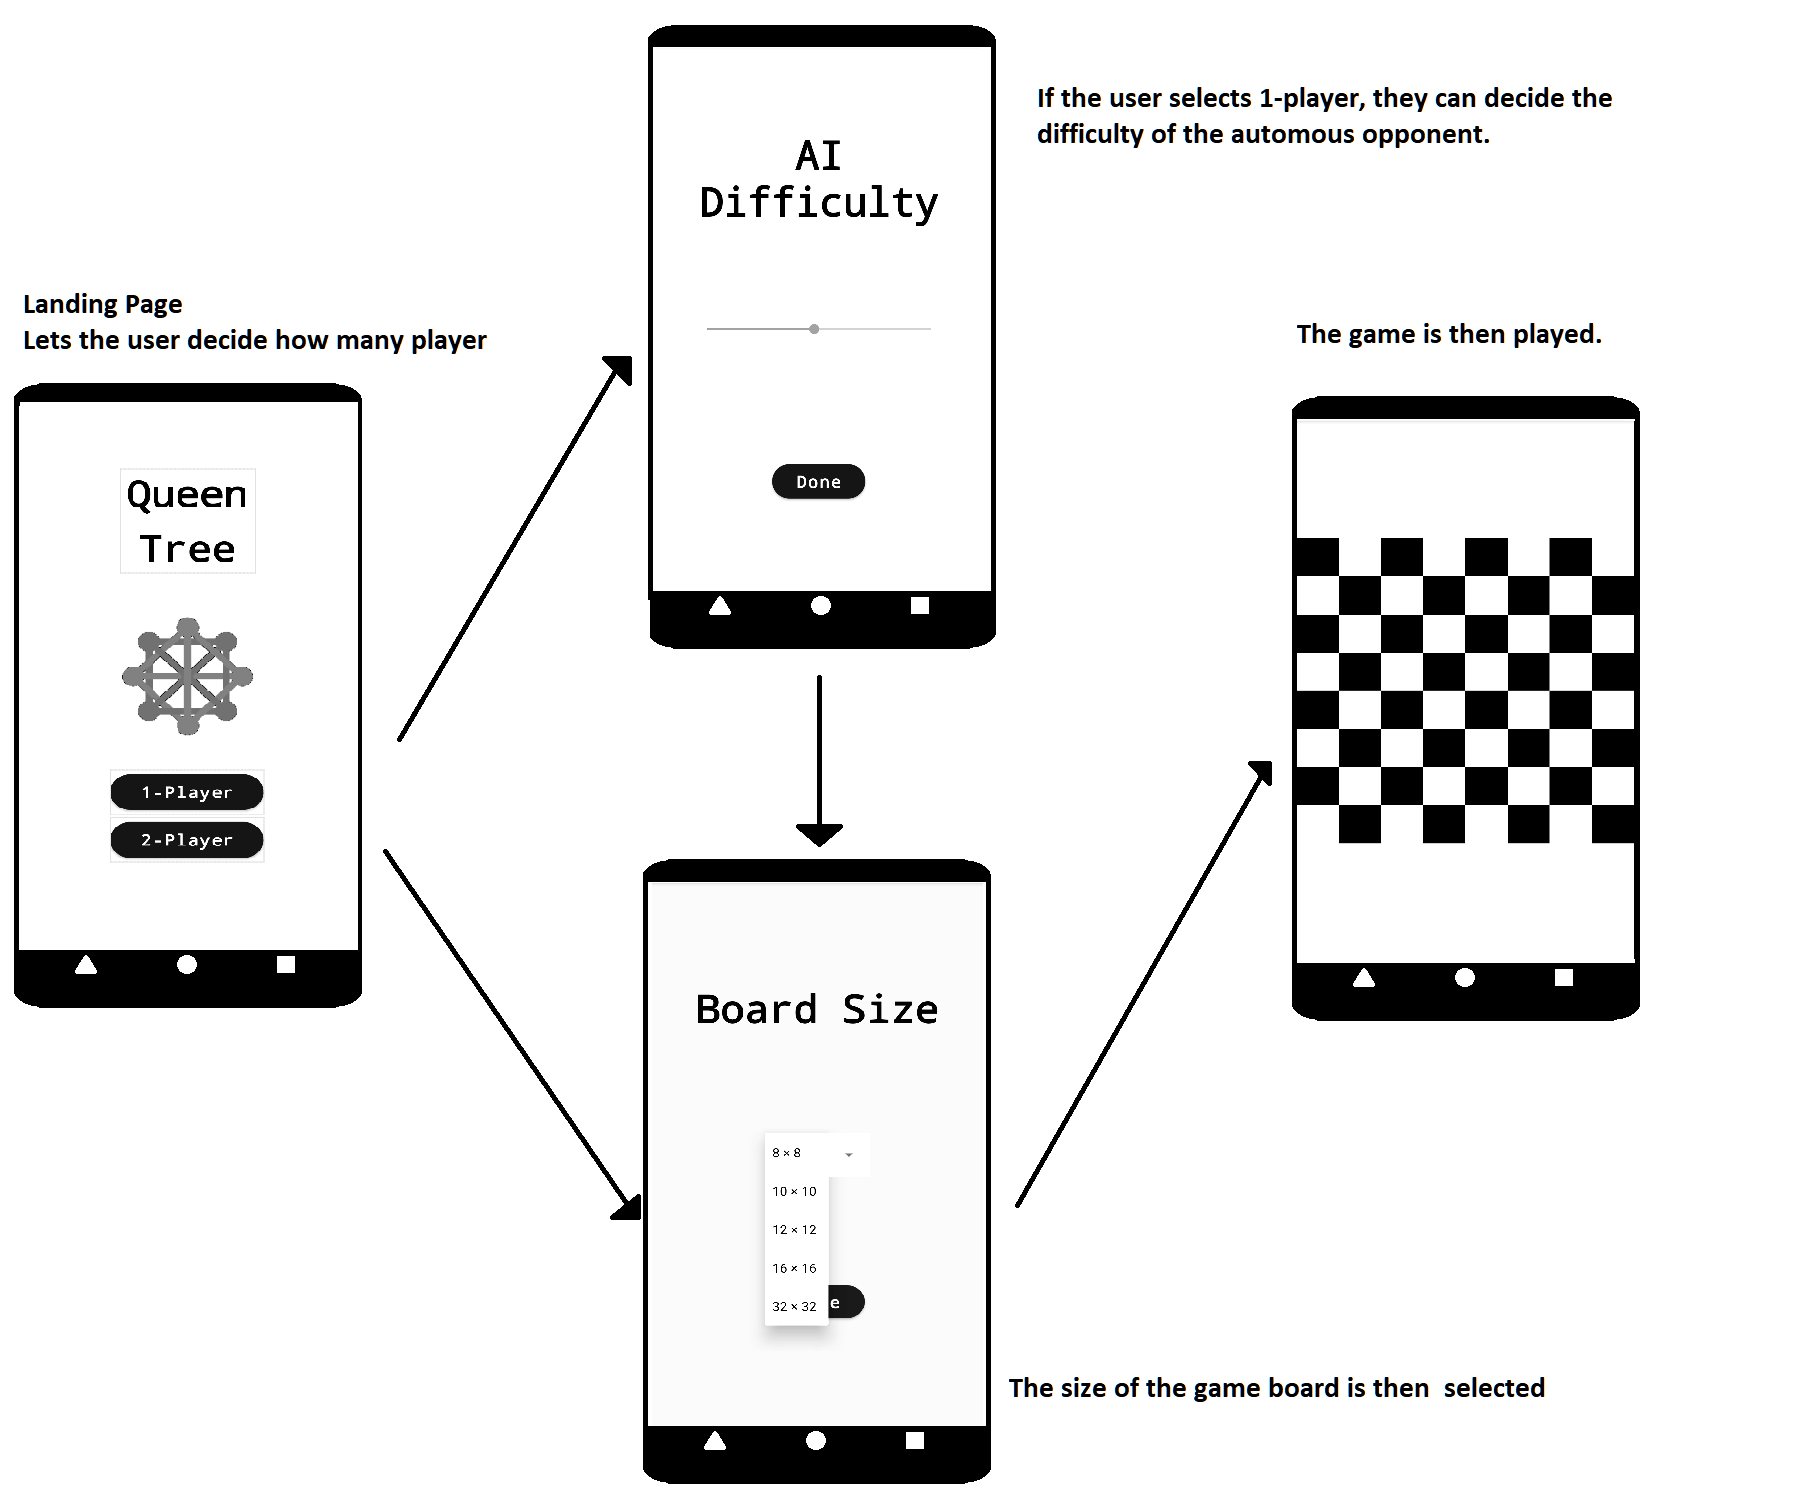 Landing Page
Lets the user decide how many player
Queen
Tree
1-Player
2-Player
AI
Difficulty
Done
If the user selects 1-player, they can decide the
difficulty of the automous opponent.
Board Size
8 × 8
10 × 10
12 × 12
16 × 16
32 × 32
e
The size of the game board is then  selected
The game is then played.